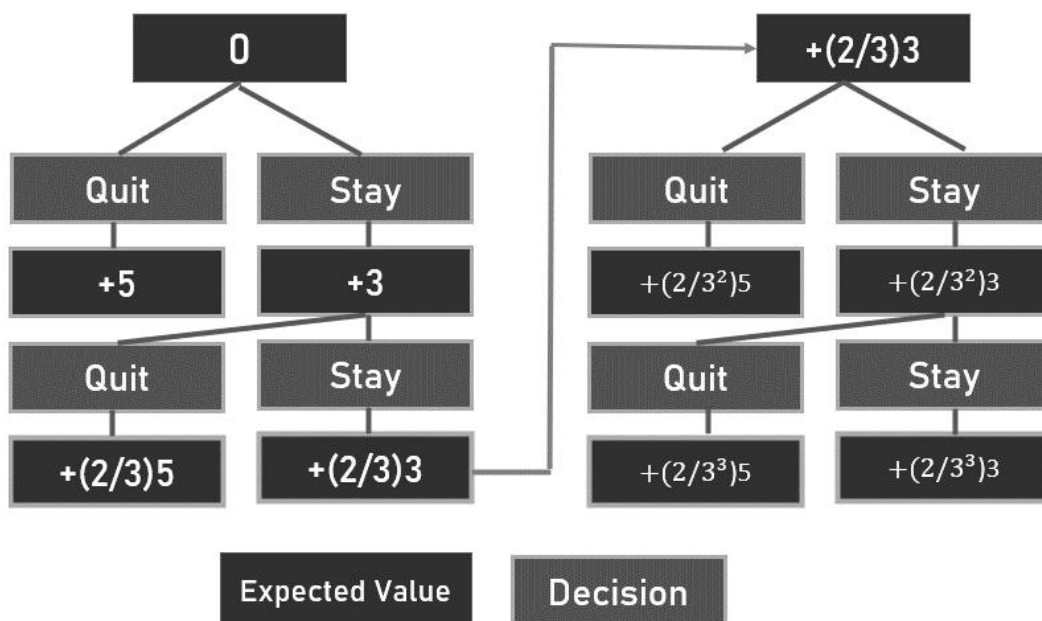 0
Quit
Stay
+5
+3
Quit
Stay
+(2/3)5
+(2/3)3
+(2/3)3
Quit
Stay
+(2/3²)5
+(2/3²)3
Quit
Stay
+(2/3³)5
+(2/3³)3
Expected Value
Decision